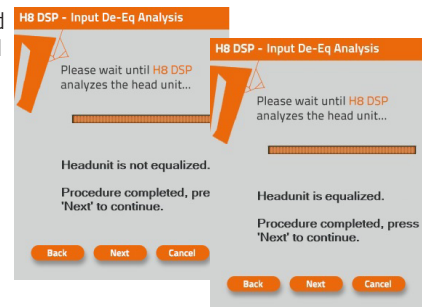 H8 DSP - Input De-Eq Analysis
Please wait until H8 DSP
analyzes the head unit...
Headunit is not equalized.
Procedure completed, pre
'Next' to continue.
Back Next Cancel
H8 DSP - Input De-Eq Analysis
Please wait until H8 DSP
analyzes the head unit...
Headunit is equalized.
Procedure completed, press
'Next' to continue.
Back Next Cancel